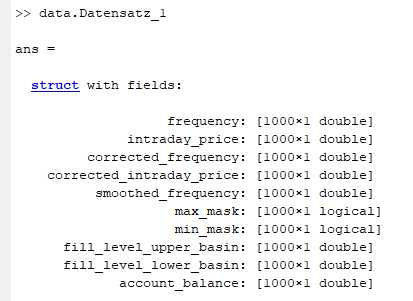 >> data.Datensatz_1
ans =
struct with fields:
frequency: [1000×1 double]
intraday_price: [1000×1 double]
corrected_frequency: [1000×1 double]
corrected_intraday_price: [1000×1 double]
smoothed_frequency: [1000×1 double]
max_mask: [1000×1 logical]
min_mask: [1000×1 logical]
fill_level_upper_basin: [1000×1 double]
fill_level_lower_basin: [1000×1 double]
account_balance: [1000×1 double]